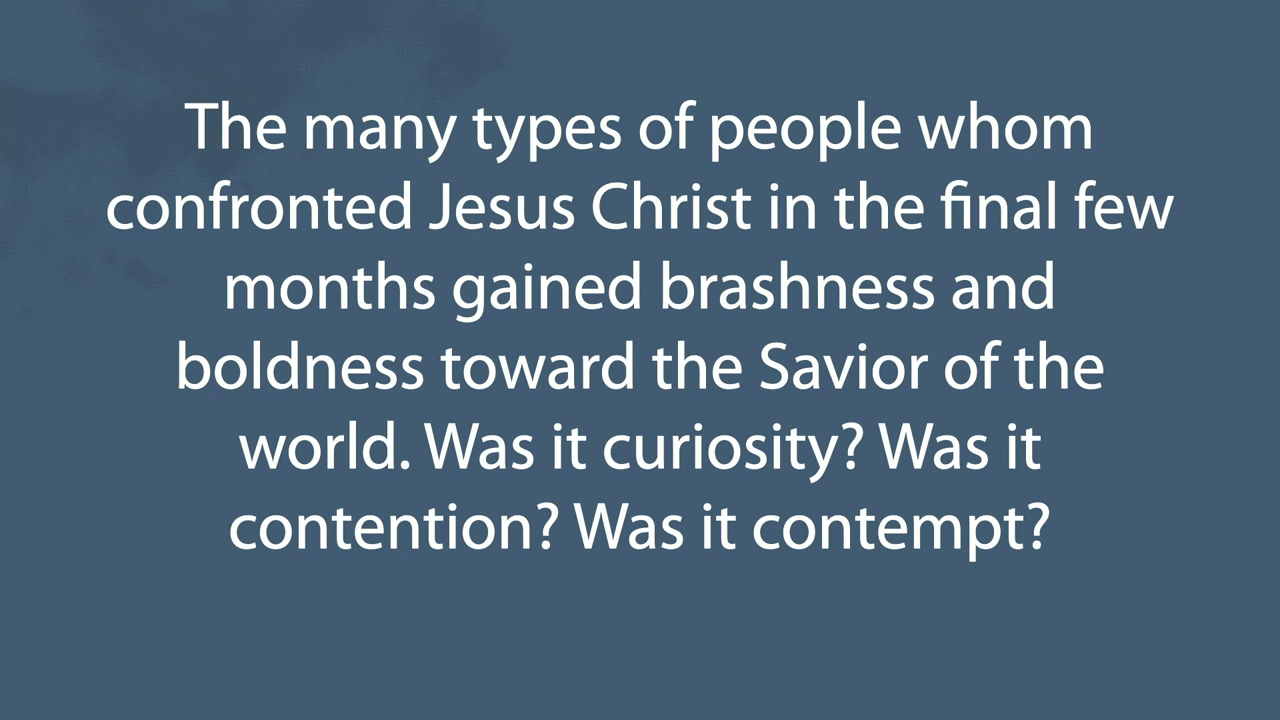 The many types of people whom
confronted Jesus Christ in the final few
months gained brashness and
boldness toward the Savior of the
world. Was it curiosity? Was it
contention? Was it contempt?